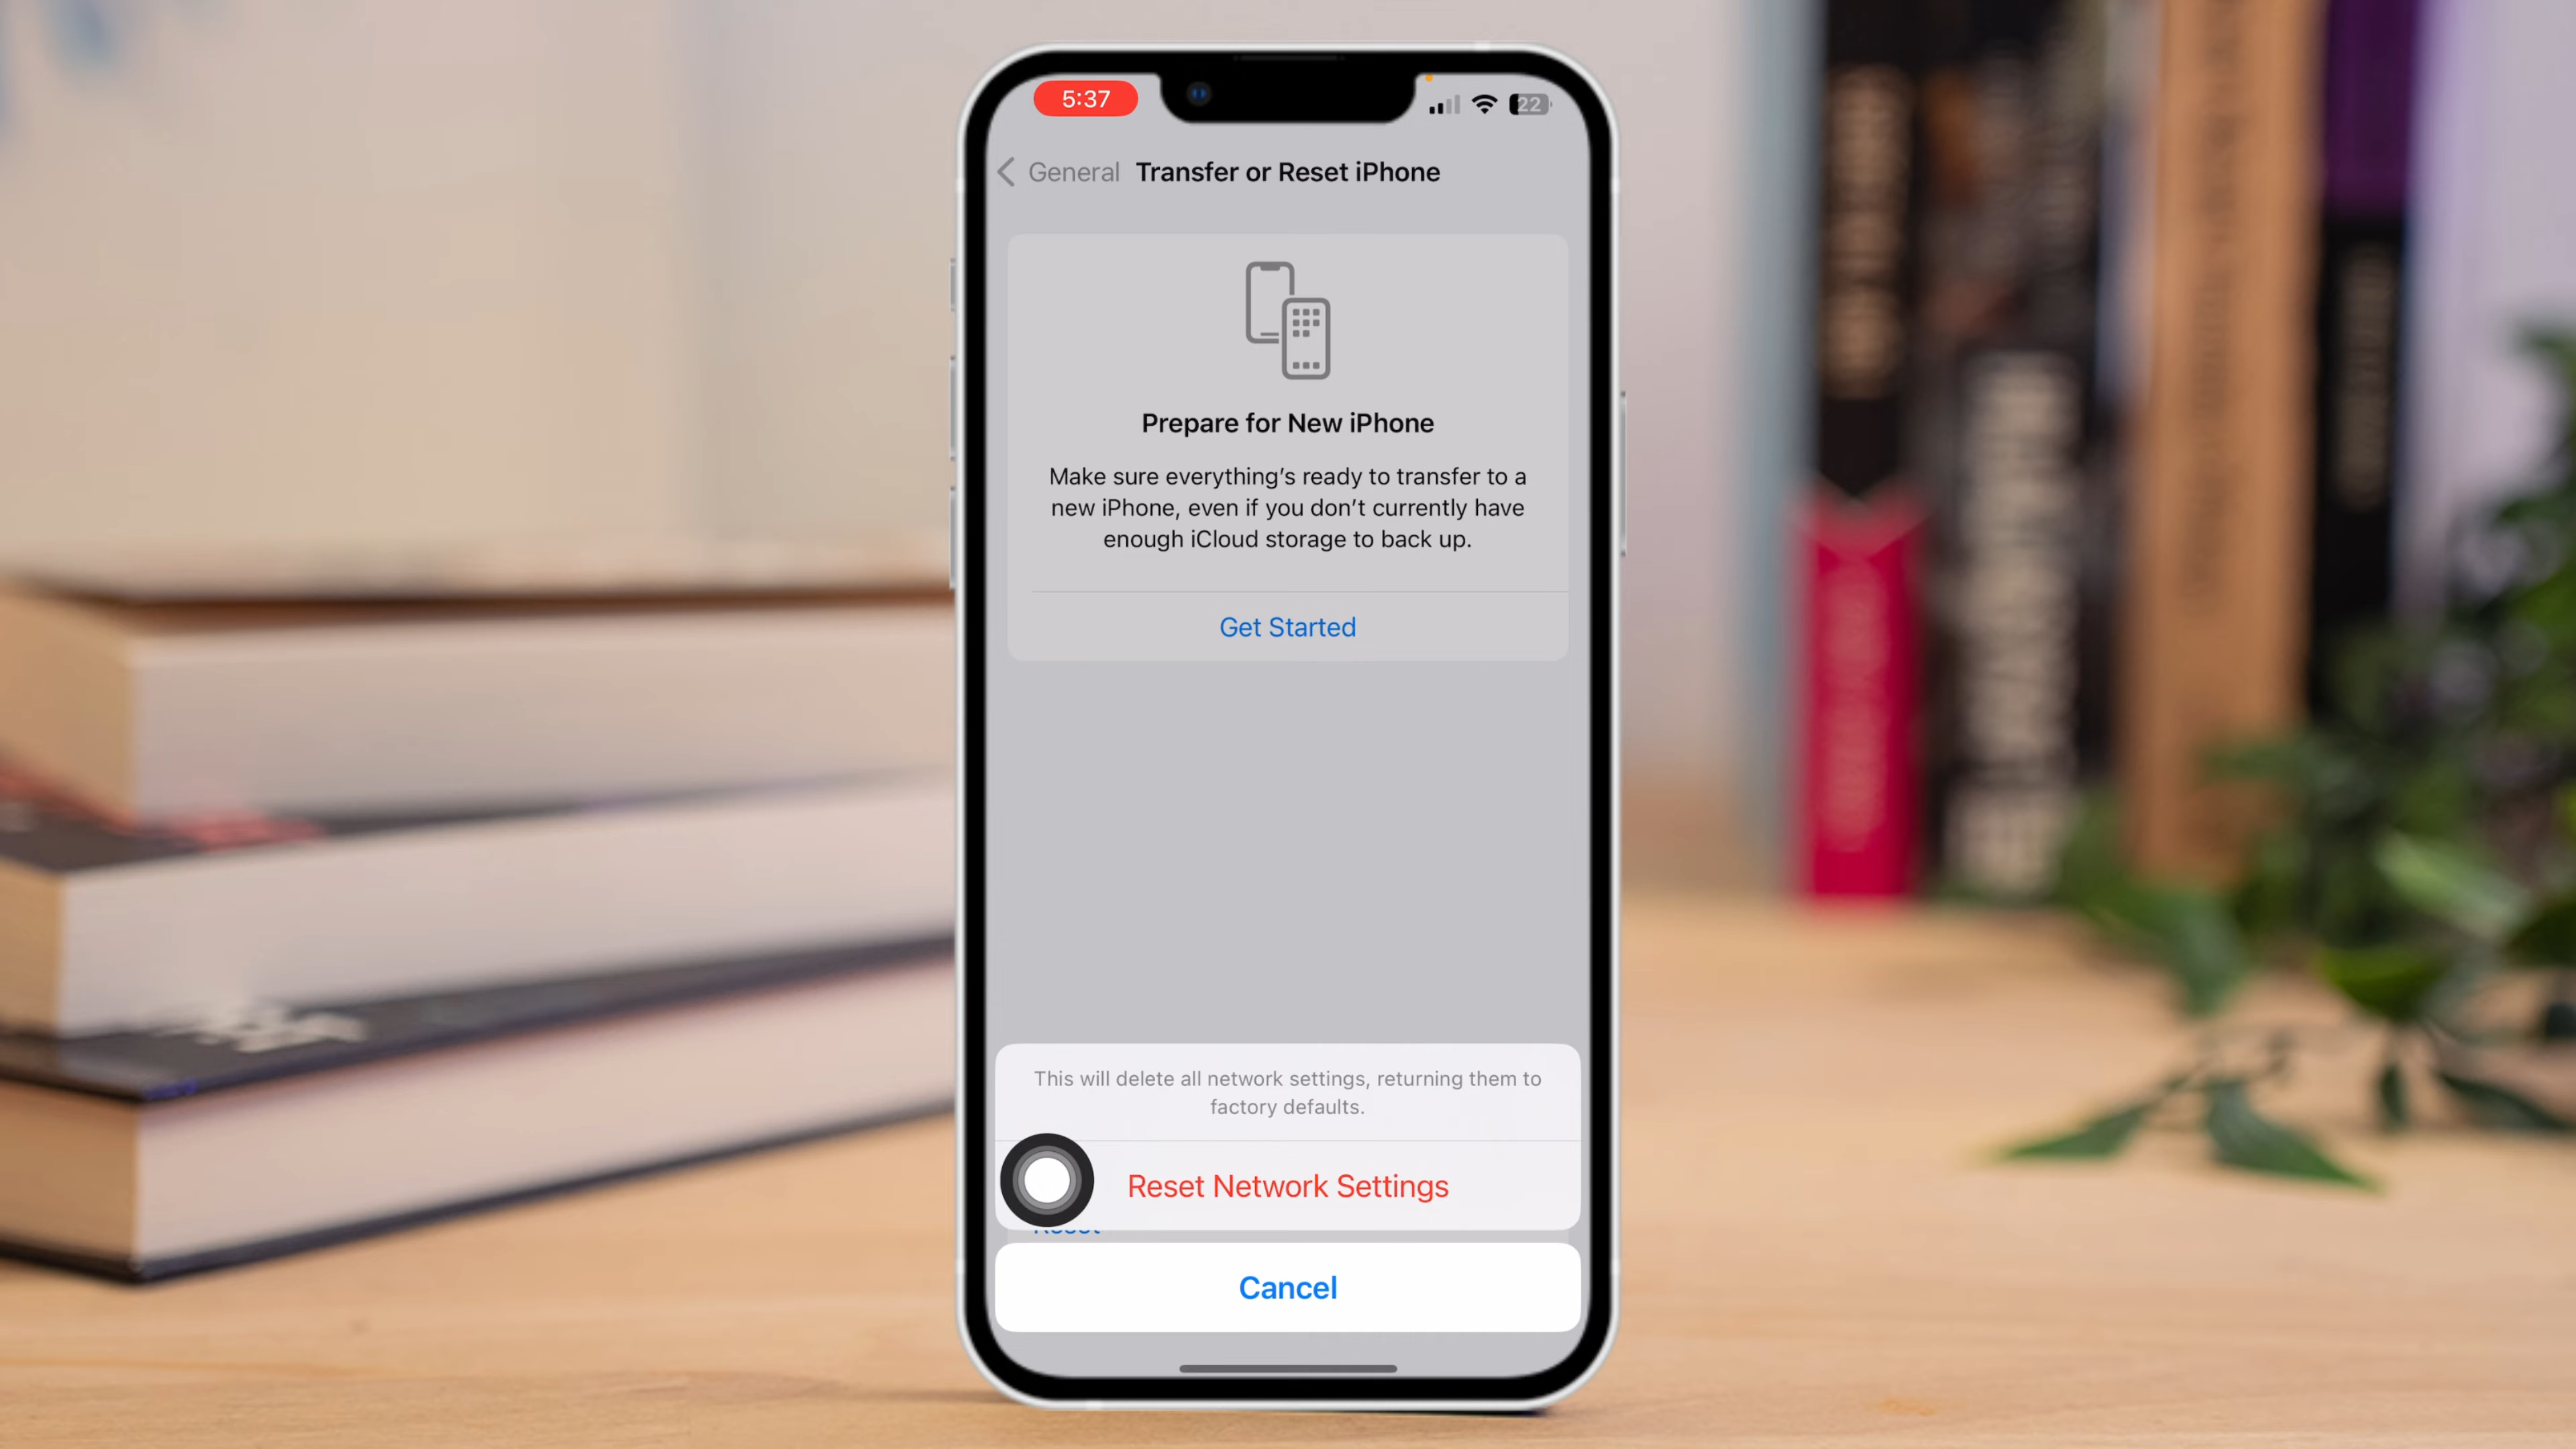 5:37
22
General
Transfer or Reset iPhone
Prepare for New iPhone
Make sure everything's ready to transfer to a
new iPhone, even if you don't currently have
enough iCloud storage to back up.
Get Started
This will delete all network settings, returning them to
factory defaults.
Reset Network Settings
Reset
Cancel